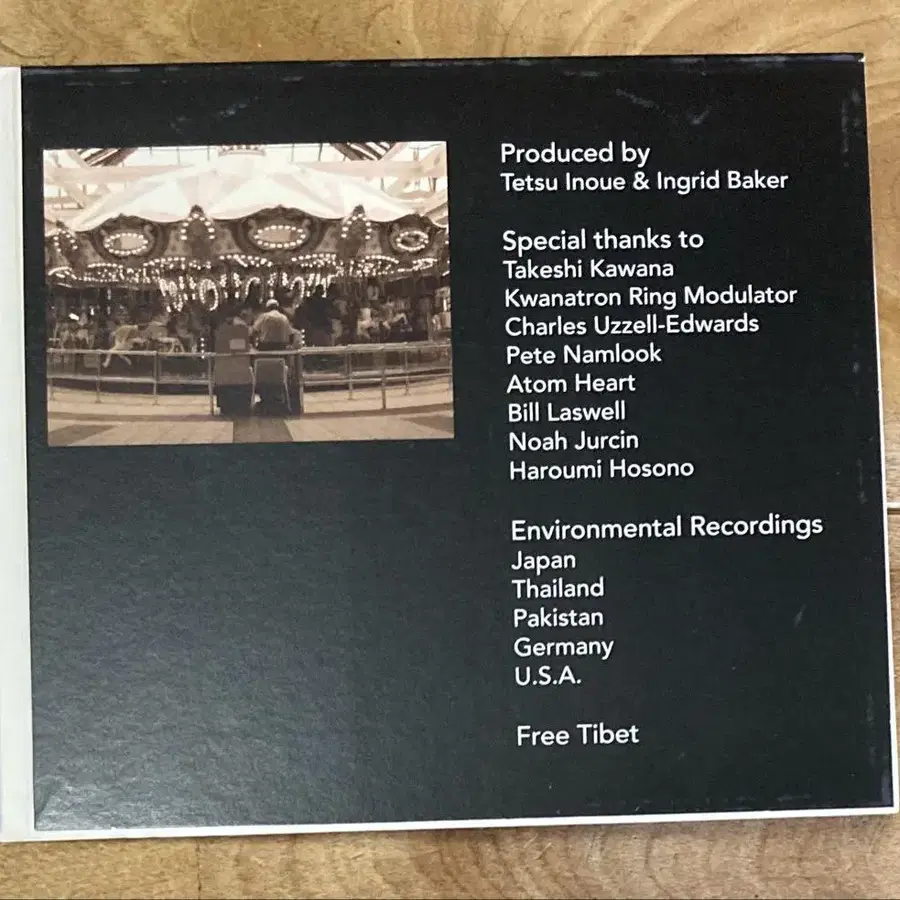 Produced by
Tetsu Inoue & Ingrid Baker
Special thanks to
Takeshi Kawana
Kwanatron Ring Modulator
Charles Uzzell-Edwards
Pete Namlook
Atom Heart
Bill Laswell
Noah Jurcin
Haroumi Hosono
Environmental Recordings
Japan
Thailand
Pakistan
Germany
U.S.A.
Free Tibet